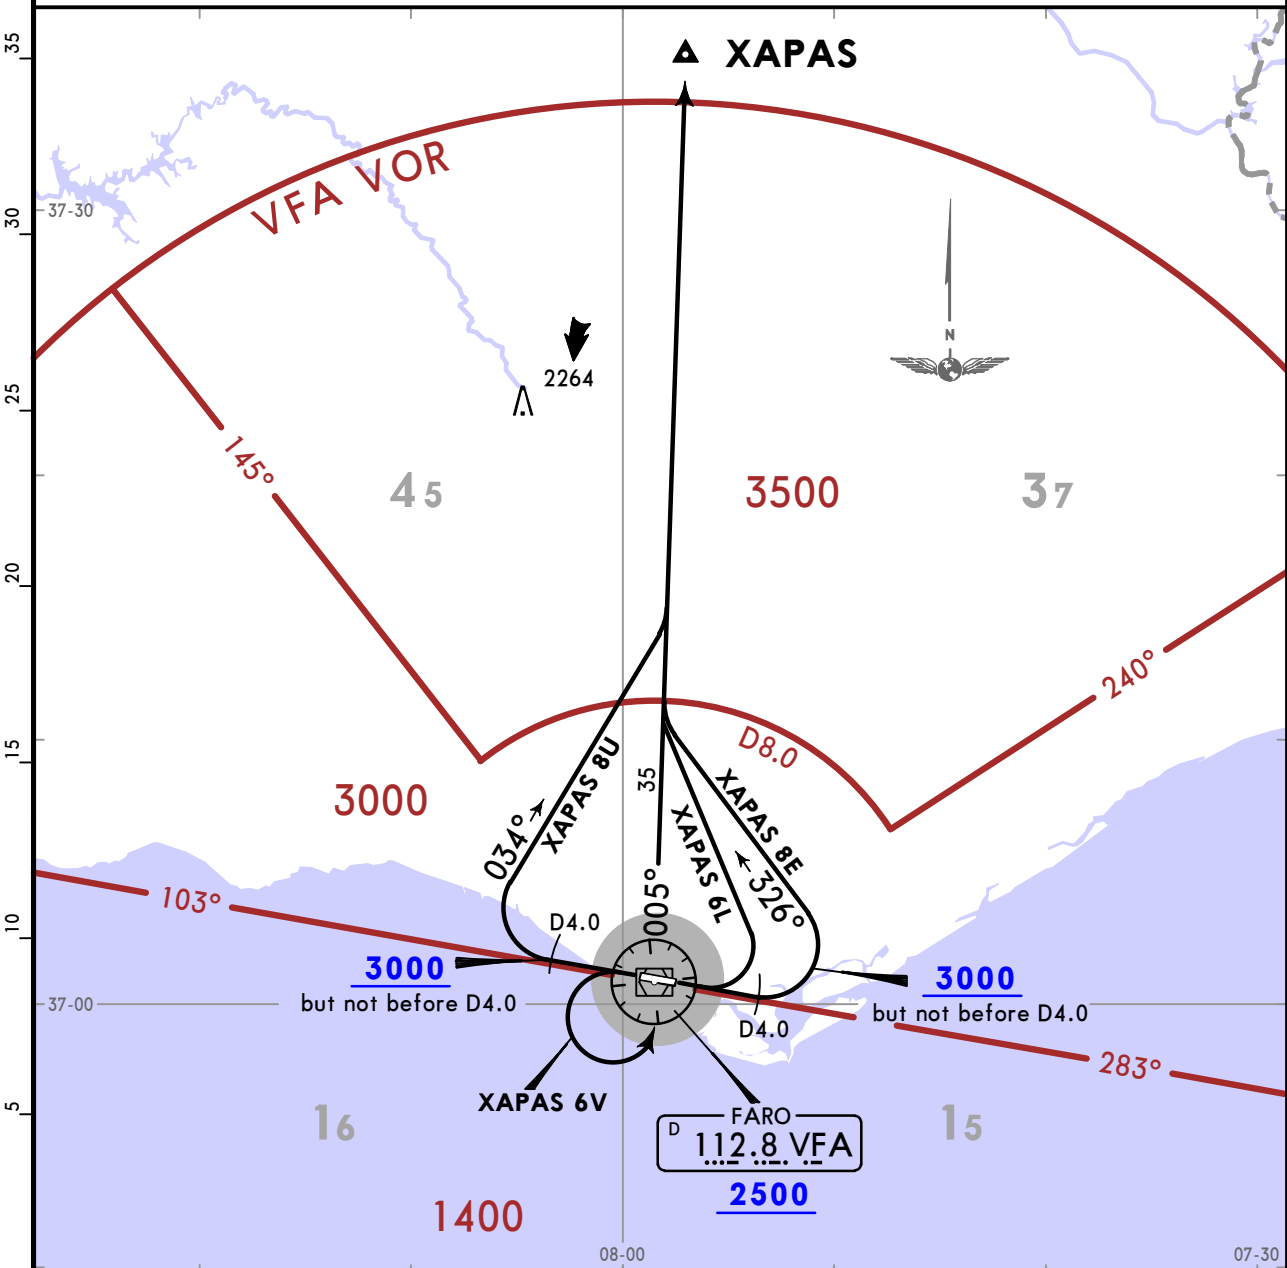 35
XAPAS
VFA VOR
30
37-30
N
2264
25
145°
45
3500
37
20
240°
15
D8.0
3000
35
XAPAS 8U
034°
XAPAS 6L
XAPAS 8E
326°
005°
103°
10
D4.0
3000
but not before D4.0
3000
but not before D4.0
37-00
D4.0
283°
5
XAPAS 6V
16
15
FARO
D 112.8 VFA
2500
1400
08-00
07-30